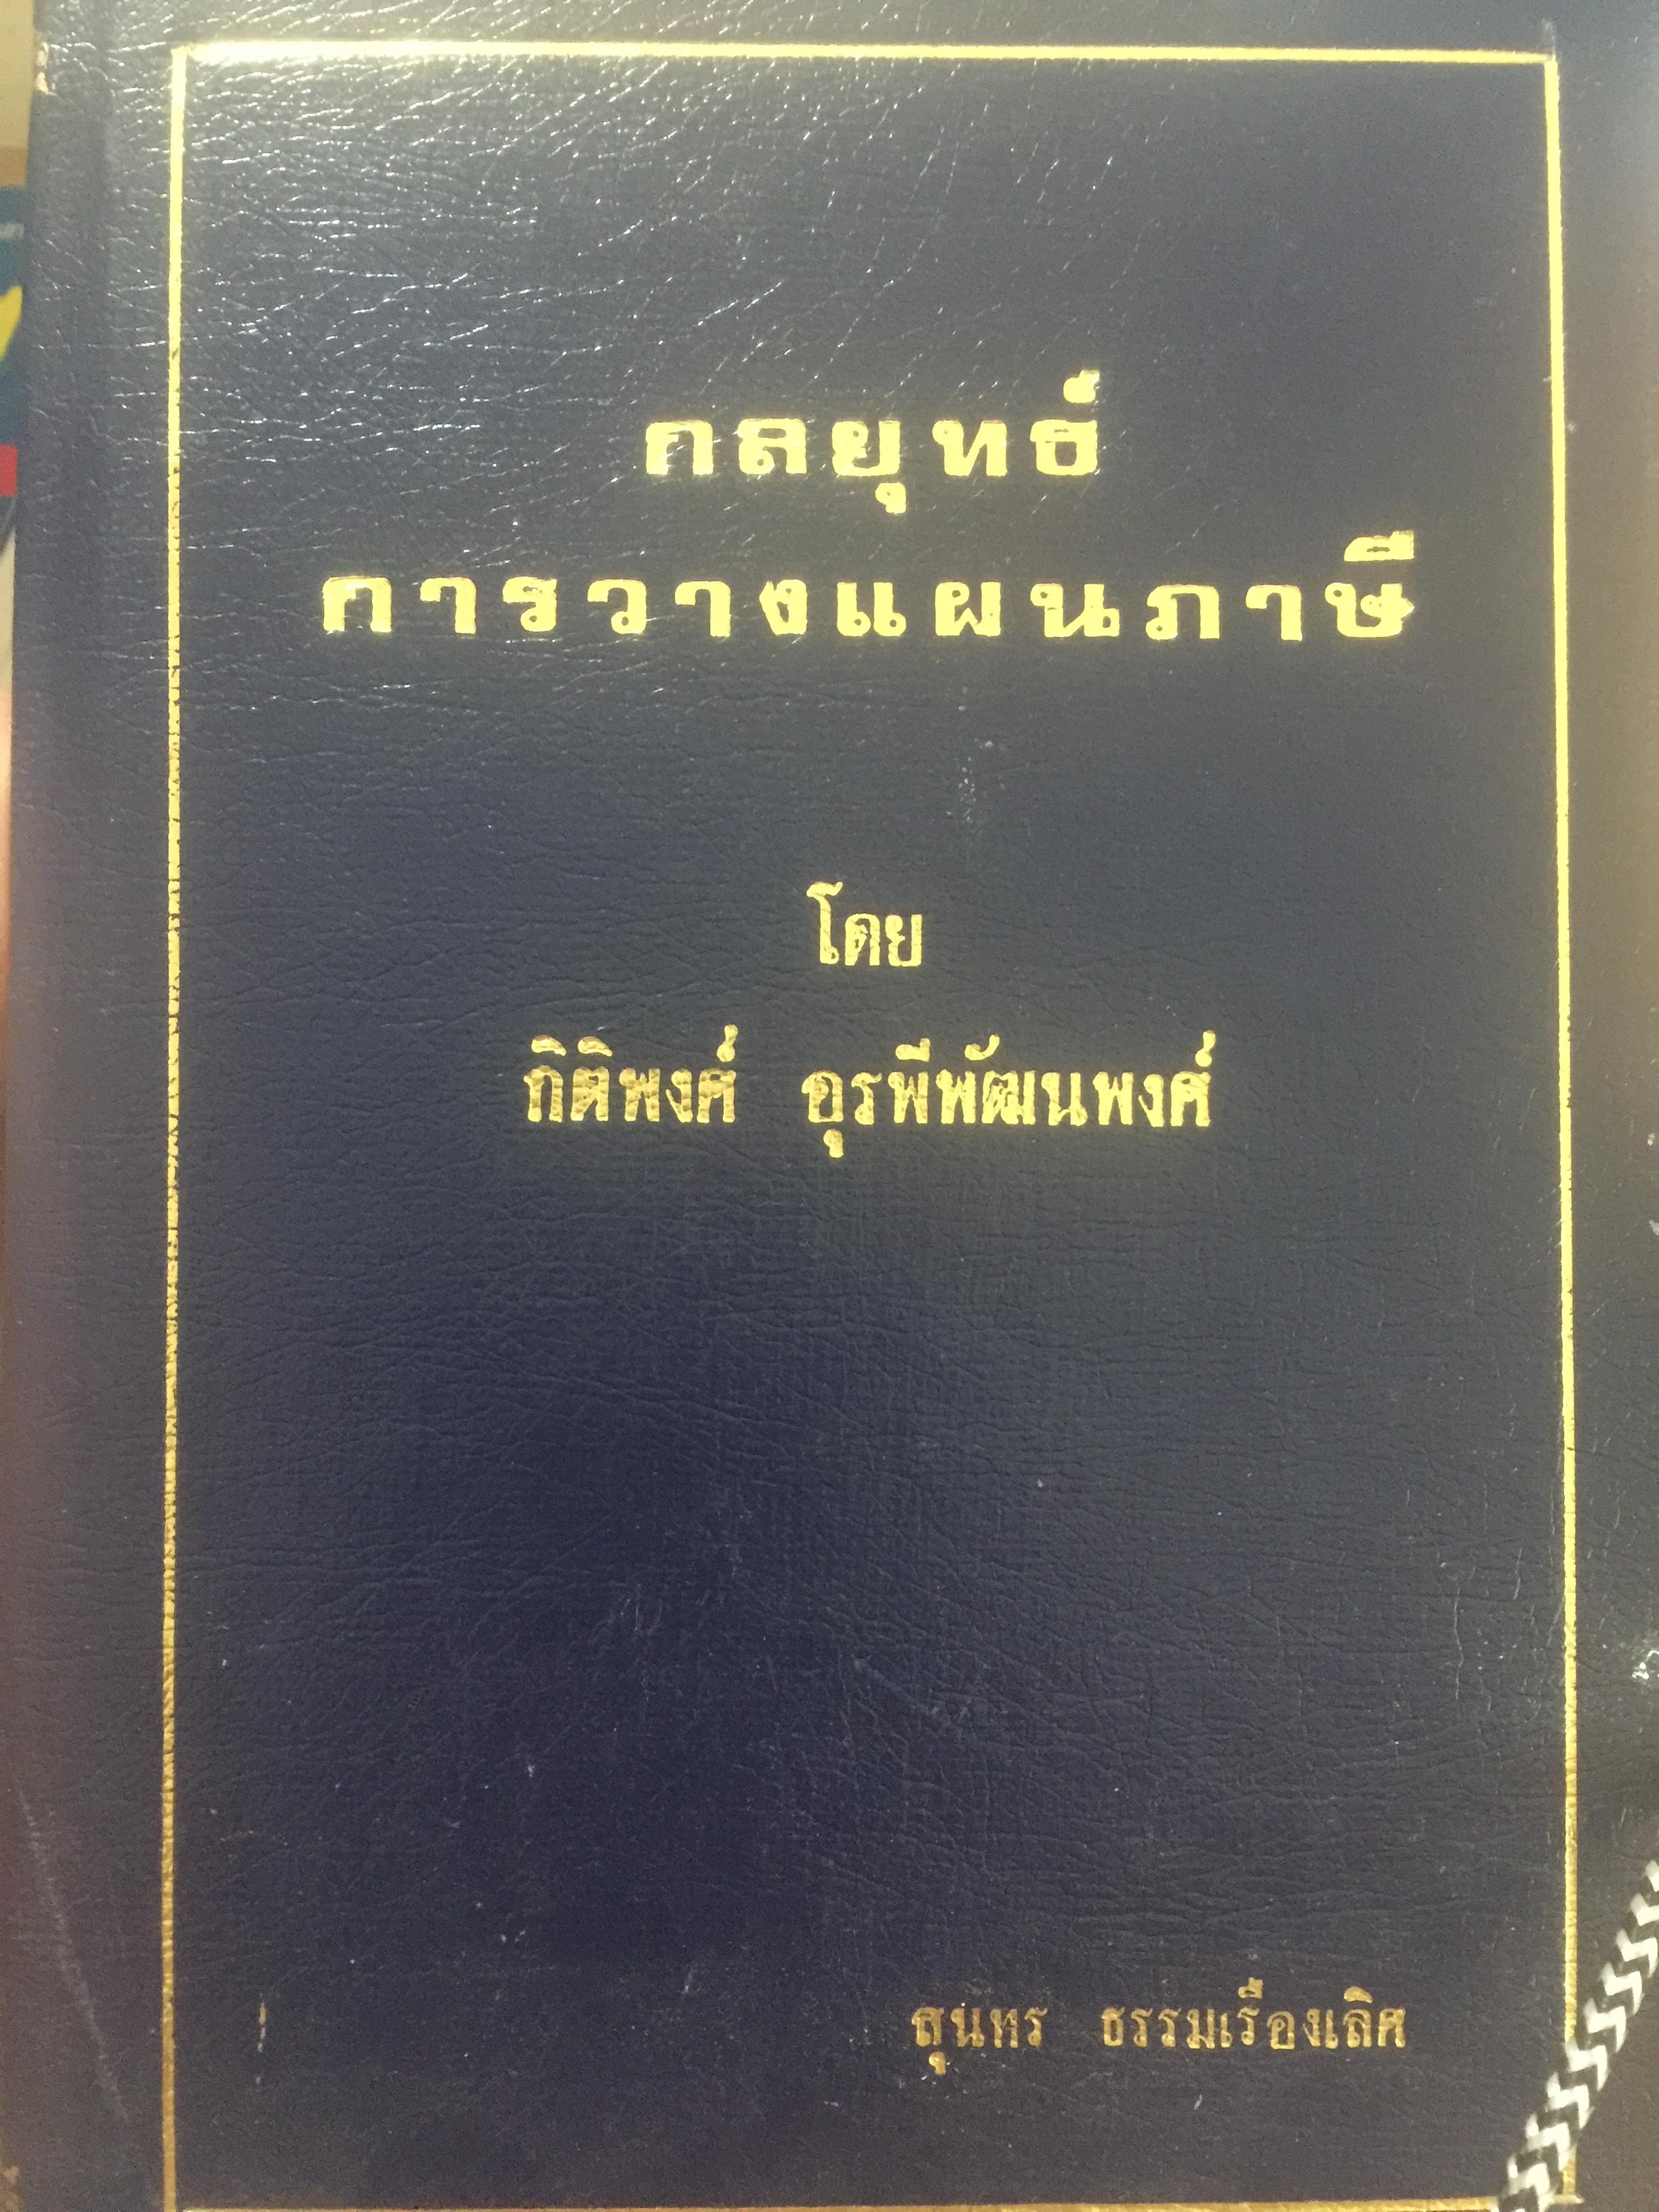 กลยุทธ์
การวางแผนภาษี
โดย
กิติพงศ์ อุรพีพัฒนพงศ์
สุนทร ธรรมเรืองเลิศ